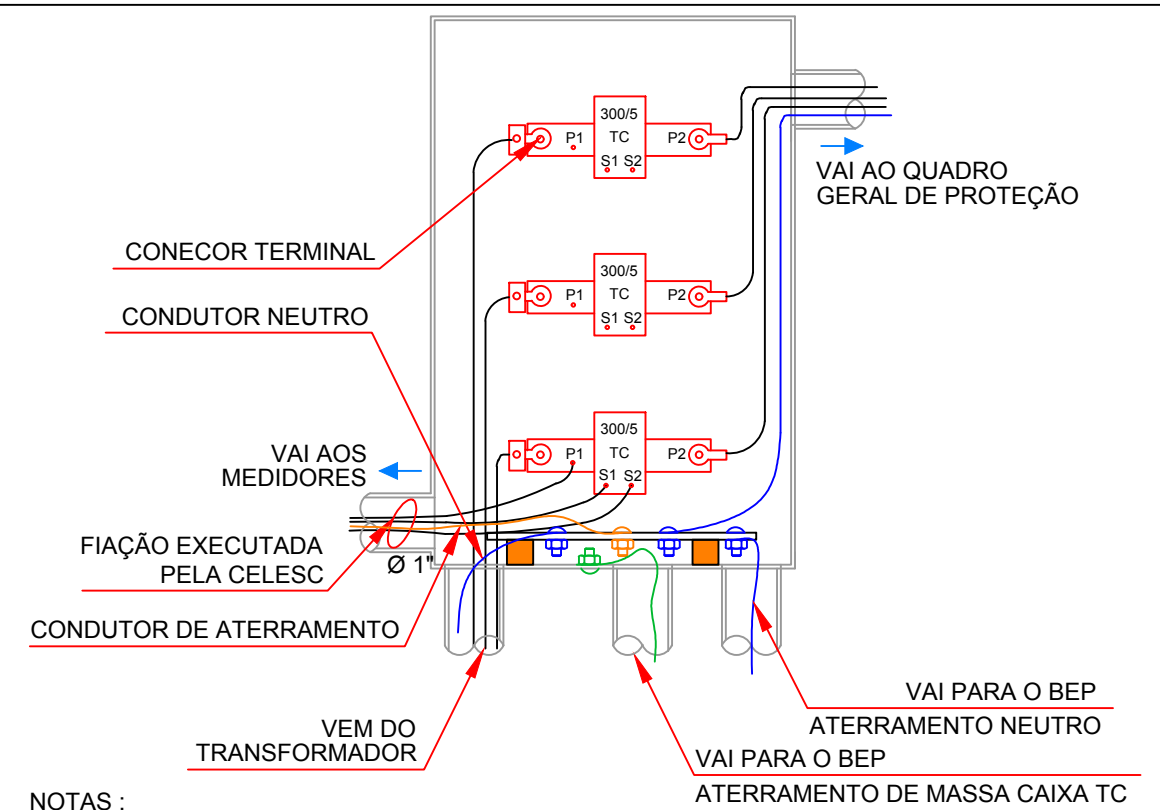 300/5
P1
TC
P2
S1 S2
VAI AO QUADRO
GERAL DE PROTEÇÃO
CONECOR TERMINAL
300/5
P1
TC
P2
S1 S2
CONDUTOR NEUTRO
300/5
P1
TC
P2
S1 S2
VAI AOS
MEDIDORES
FIAÇÃO EXECUTADA
PELA CELESC
Ø 1"
CONDUTOR DE ATERRAMENTO
VEM DO
TRANSFORMADOR
VAI PARA O BEP
ATERRAMENTO NEUTRO
VAI PARA O BEP
ATERRAMENTO DE MASSA CAIXA TC
NOTAS :